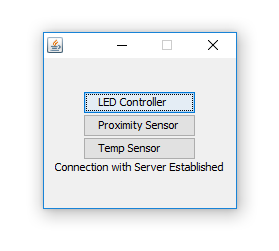 LED Controller
Proximity Sensor
Temp Sensor
Connection with Server Established